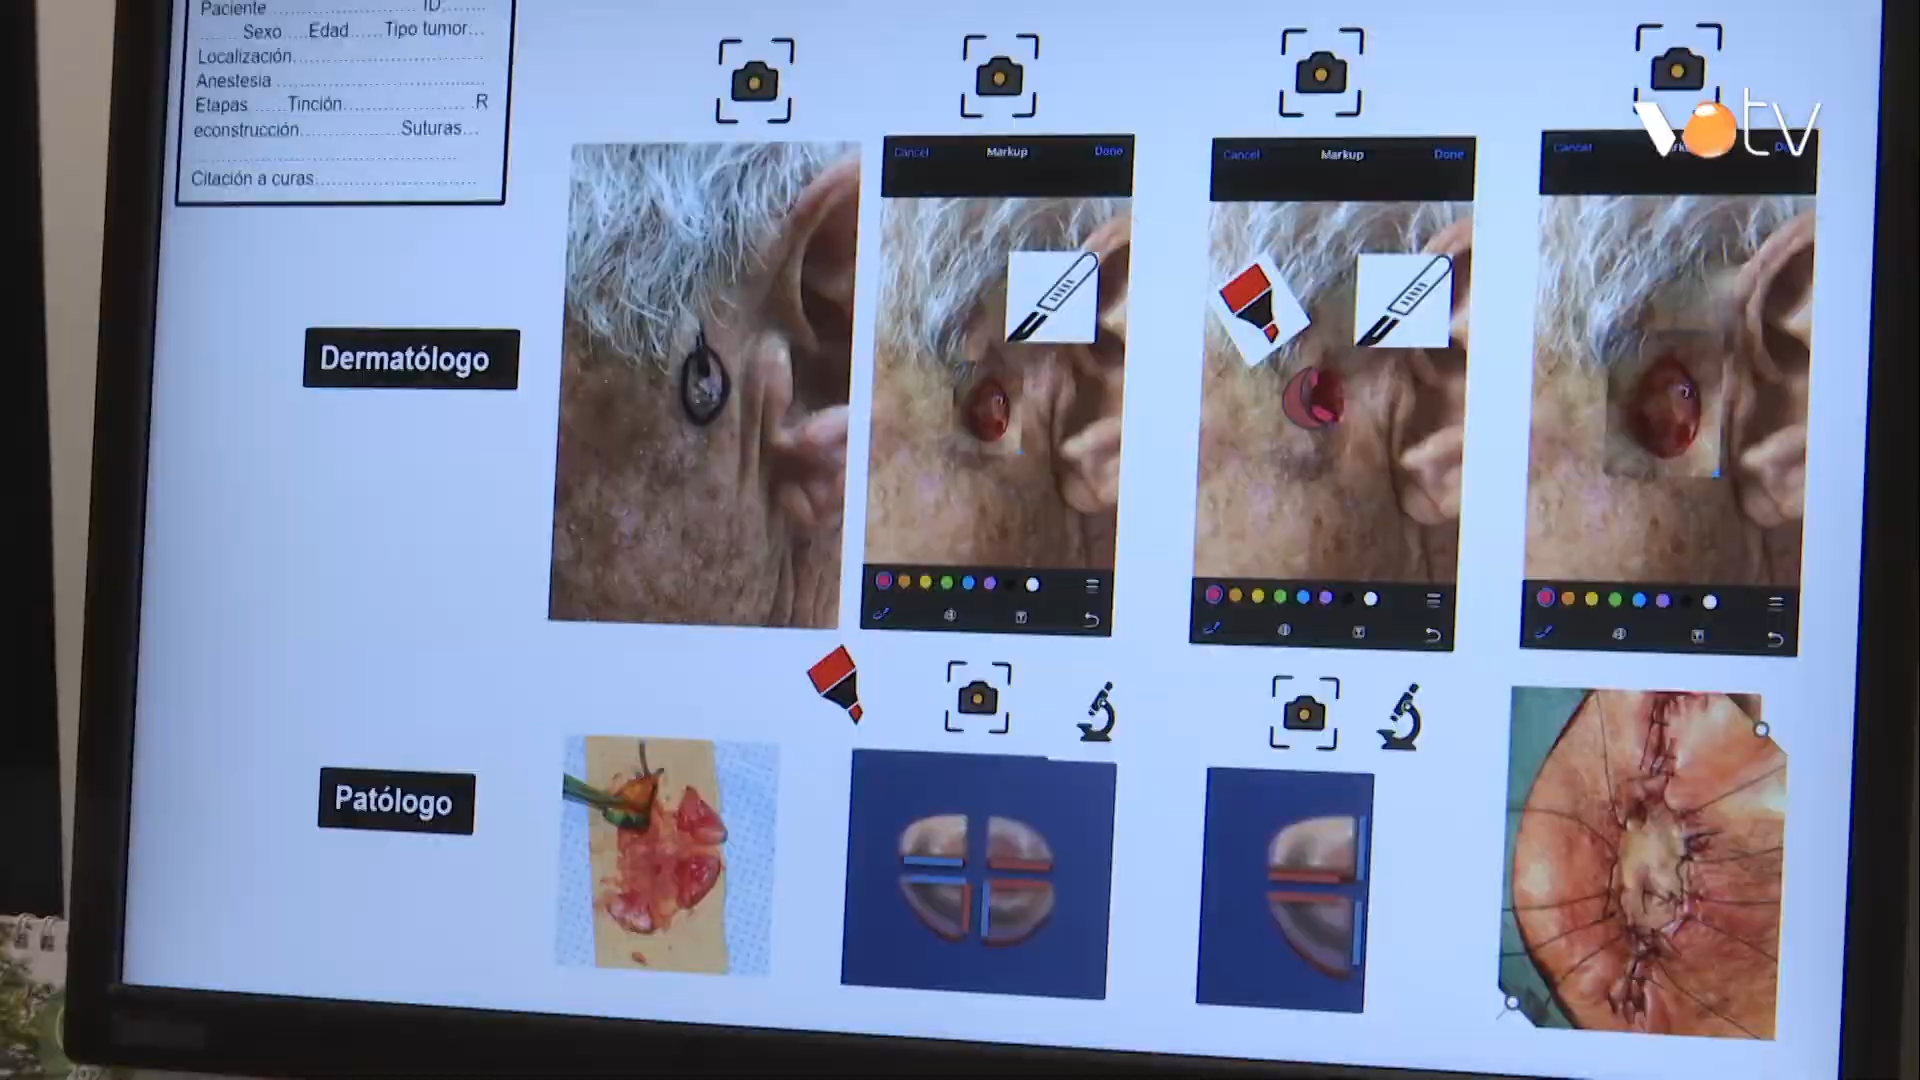 Paciente ID
Sexo Edad Tipo tumor
Localización
Anestesia
Etapas Tinción R
econstrucción Suturas
Citación a curas
VOtv
Cancel Markup Done
Cancel Markup Done
Cancel
Dermatólogo
Patólogo